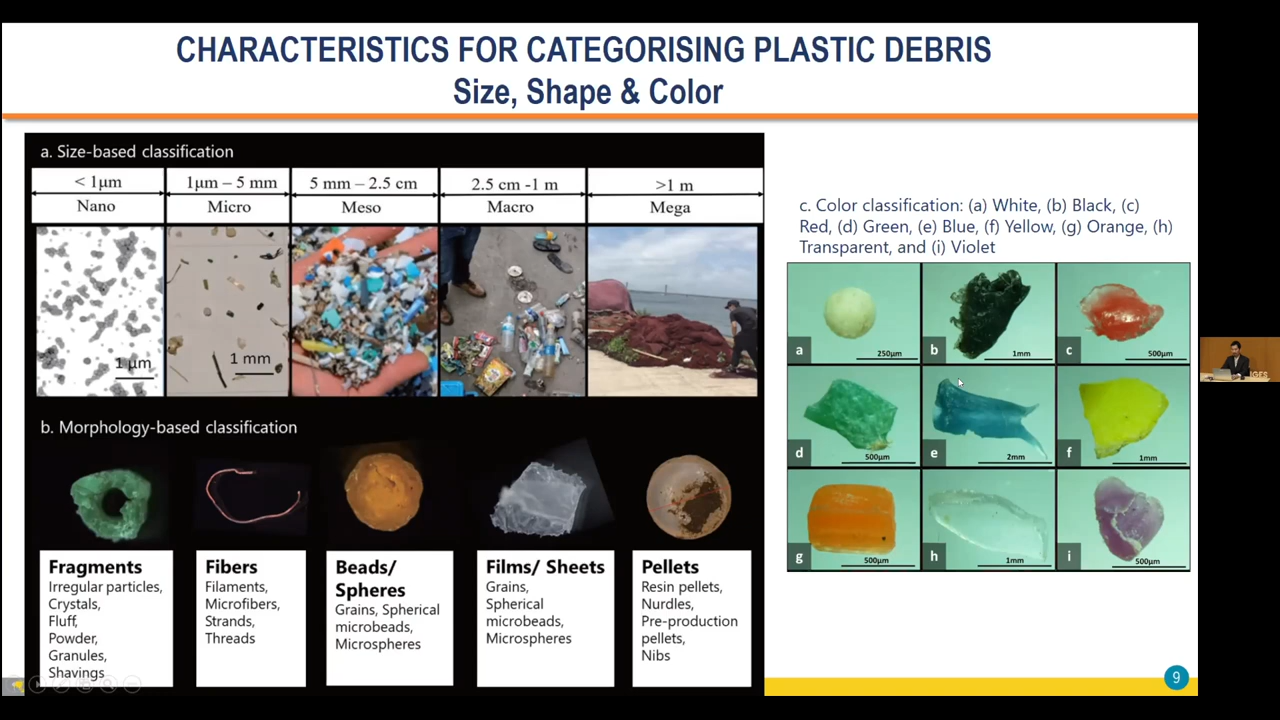 CHARACTERISTICS FOR CATEGORISING PLASTIC DEBRIS
Size, Shape & Color
a. Size-based classification
< 1µm
1µm – 5 mm
5 mm – 2.5 cm
2.5 cm -1 m
>1 m
Nano
Micro
Meso
Macro
Mega
1 µm
1 mm
b. Morphology-based classification
Fragments
Irregular particles,
Crystals,
Fluff,
Powder,
Granules,
Shavings
Fibers
Filaments,
Microfibers,
Strands,
Threads
Beads/
Spheres
Grains, Spherical
microbeads,
Microspheres
Films/ Sheets
Grains,
Spherical
microbeads,
Microspheres
Pellets
Resin pellets,
Nurdles,
Pre-production
pellets,
Nibs
c. Color classification: (a) White, (b) Black, (c)
Red, (d) Green, (e) Blue, (f) Yellow, (g) Orange, (h)
Transparent, and (i) Violet
a
250µm
b
1mm
c
500µm
d
500µm
e
2mm
f
1mm
g
500µm
h
1mm
i
500µm
9
IGES